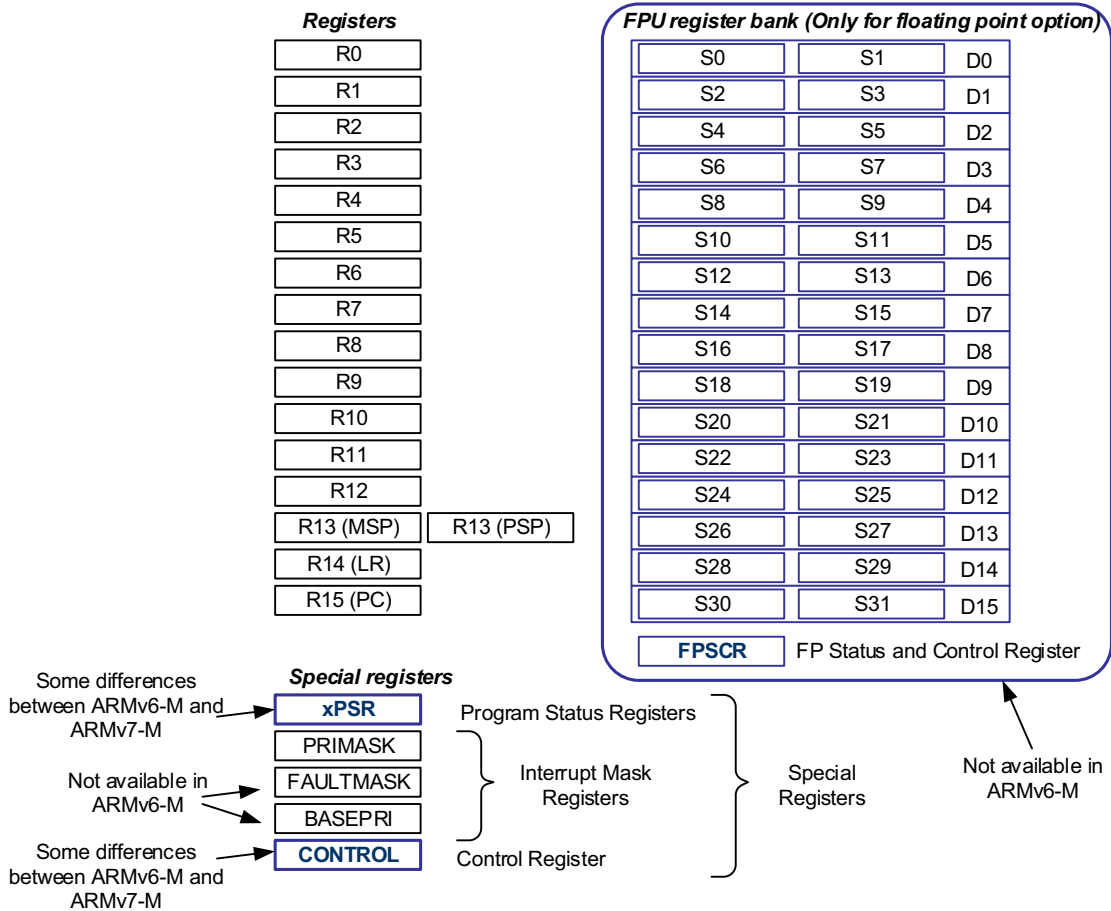 Registers
R0
R1
R2
R3
R4
R5
R6
R7
R8
R9
R10
R11
R12
R13 (MSP) R13 (PSP)
R14 (LR)
R15 (PC)
FPU register bank (Only for floating point option)
S0 S1 D0
S2 S3 D1
S4 S5 D2
S6 S7 D3
S8 S9 D4
S10 S11 D5
S12 S13 D6
S14 S15 D7
S16 S17 D8
S18 S19 D9
S20 S21 D10
S22 S23 D11
S24 S25 D12
S26 S27 D13
S28 S29 D14
S30 S31 D15
FPSCR FP Status and Control Register
Not available in
ARMv6-M
Special registers
xPSR
PRIMASK
FAULTMASK
BASEPRI
CONTROL
Some differences
between ARMv6-M and
ARMv7-M
Not available in
ARMv6-M
Some differences
between ARMv6-M and
ARMv7-M
Program Status Registers
Interrupt Mask
Registers
Control Register
Special
Registers